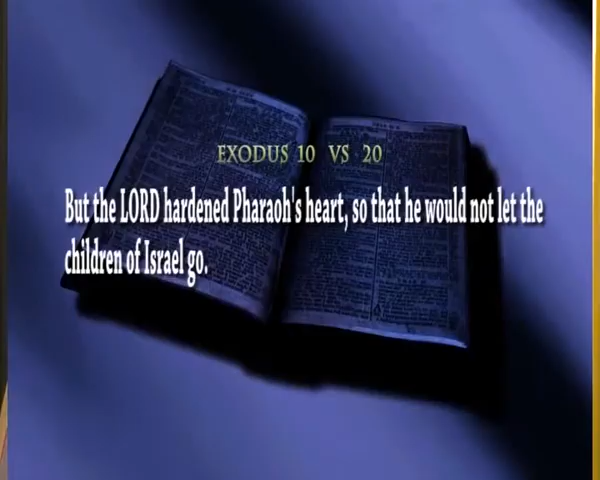 EXODUS 10 VS 20
But the LORD hardened Pharaoh's heart, so that he would not let the
children of Israel go.